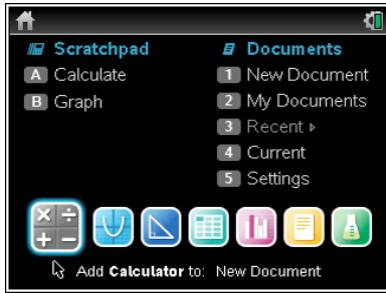 Scratchpad
A Calculate
B Graph
Documents
1 New Document
2 My Documents
3 Recent ▸
4 Current
5 Settings
Add Calculator to: New Document